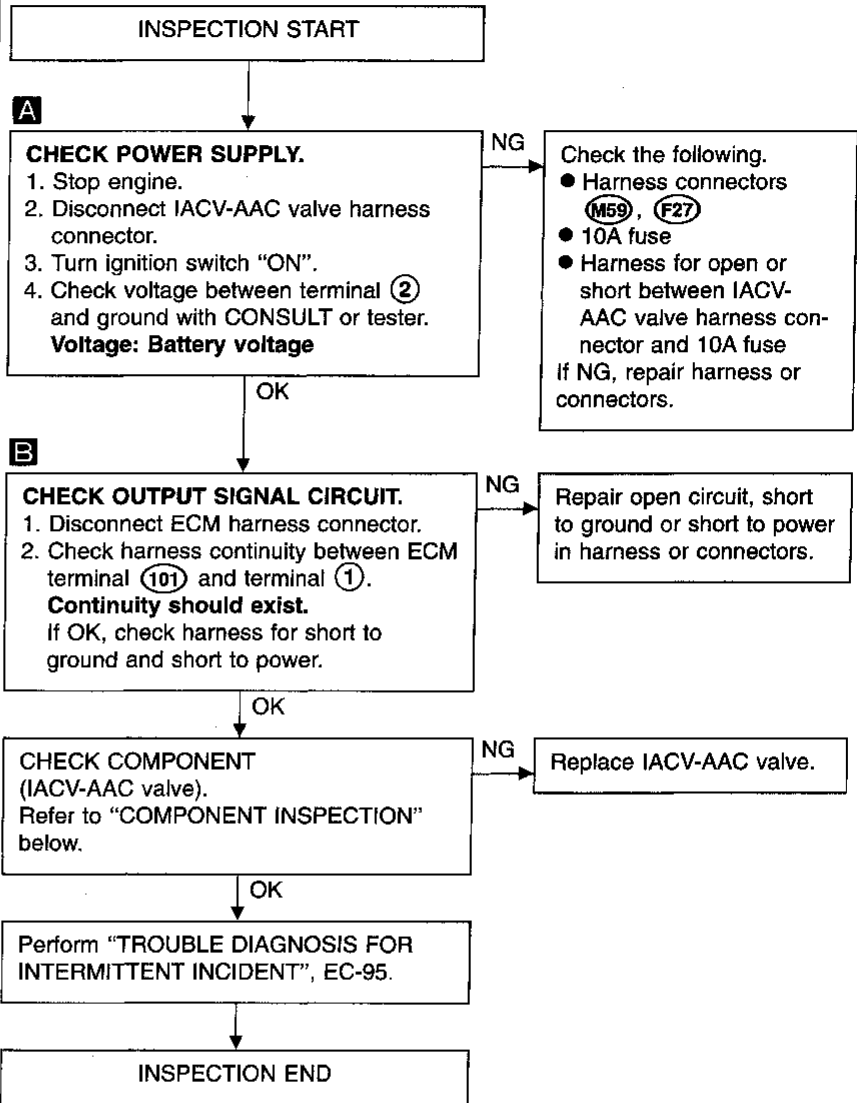 INSPECTION START
A
CHECK POWER SUPPLY.
1. Stop engine.
2. Disconnect IACV-AAC valve harness
connector.
3. Turn ignition switch “ON”.
4. Check voltage between terminal ②
and ground with CONSULT or tester.
Voltage: Battery voltage
NG
Check the following.
● Harness connectors
M59, F27
● 10A fuse
● Harness for open or
short between IACV-
AAC valve harness con-
nector and 10A fuse
If NG, repair harness or
connectors.
OK
B
CHECK OUTPUT SIGNAL CIRCUIT.
1. Disconnect ECM harness connector.
2. Check harness continuity between ECM
terminal 101 and terminal ①.
Continuity should exist.
If OK, check harness for short to
ground and short to power.
NG
Repair open circuit, short
to ground or short to power
in harness or connectors.
OK
CHECK COMPONENT
(IACV-AAC valve).
Refer to “COMPONENT INSPECTION”
below.
NG
Replace IACV-AAC valve.
OK
Perform “TROUBLE DIAGNOSIS FOR
INTERMITTENT INCIDENT”, EC-95.
INSPECTION END